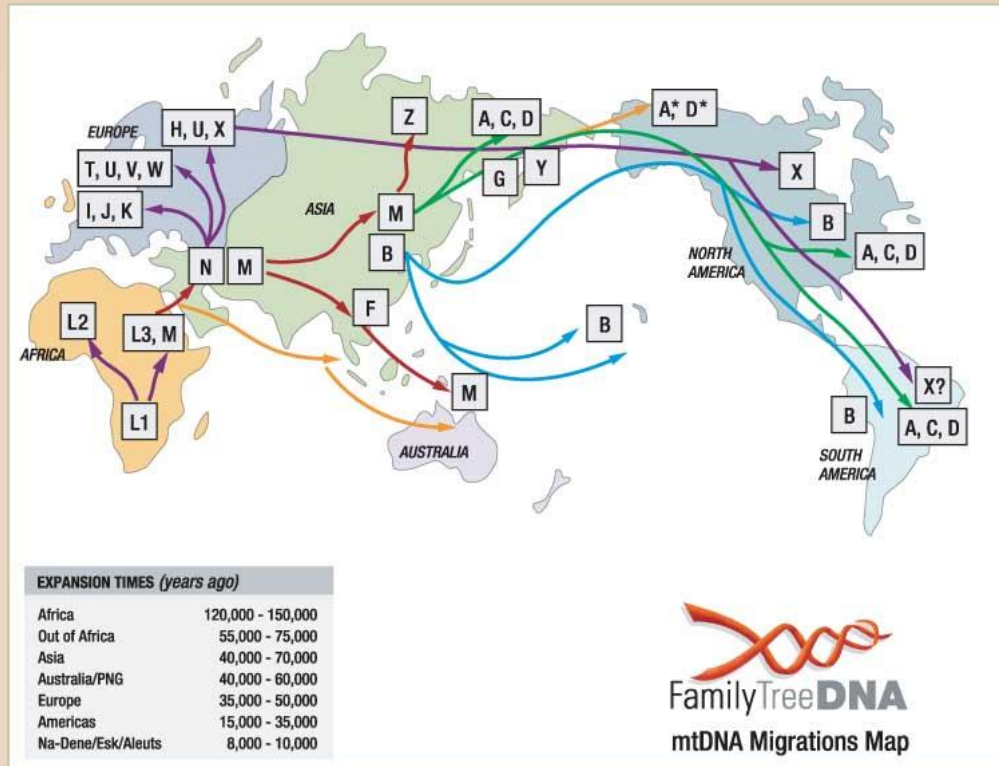 EUROPE
H, U, X
T, U, V, W
I, J, K
N
M
L2
L3, M
AFRICA
L1
ASIA
Z
A, C, D
G
Y
M
B
F
M
AUSTRALIA
B
A,* D*
X
B
NORTH
AMERICA
A, C, D
X?
B
A, C, D
SOUTH
AMERICA
EXPANSION TIMES (years ago)
Africa 120,000 - 150,000
Out of Africa 55,000 - 75,000
Asia 40,000 - 70,000
Australia/PNG 40,000 - 60,000
Europe 35,000 - 50,000
Americas 15,000 - 35,000
Na-Dene/Esk/Aleuts 8,000 - 10,000
FamilyTreeDNA
mtDNA Migrations Map